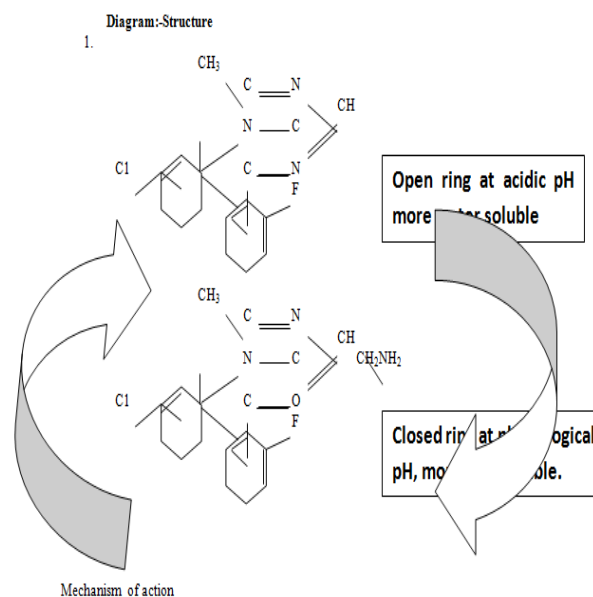 Diagram:-Structure
1.
CH3
C N
CH
N C
C1
C N
F
Open ring at acidic pH
more soluble
CH3
C N
CH
N C
CH2NH2
C1
C O
F
Closed at
pH,
Mechanism of action